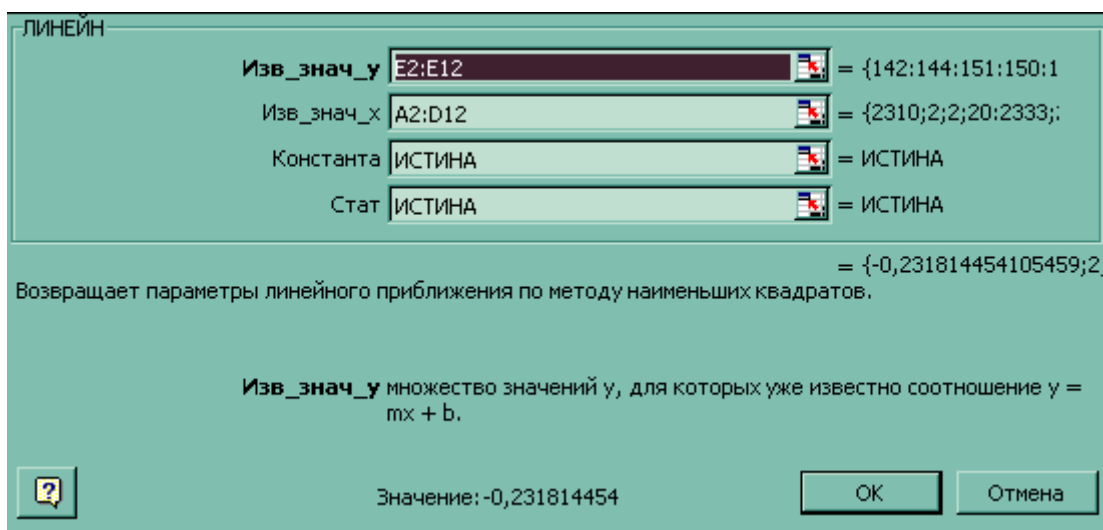 ЛИНЕЙН
Изв_знач_y E2:E12 = {142:144:151:150:1
Изв_знач_x A2:D12 = {2310;2;2;20:2333;
Константа ИСТИНА = ИСТИНА
Стат ИСТИНА = ИСТИНА
= {-0,231814454105459;2
Возвращает параметры линейного приближения по методу наименьших квадратов.
Изв_знач_y множество значений y, для которых уже известно соотношение y =
mx + b.
? Значение:-0,231814454 OK Отмена